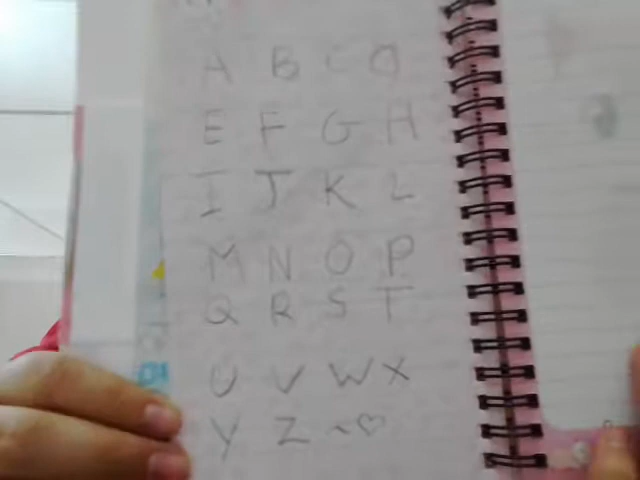 A B C D
E F G H
I J K L
M N O P
Q R S T
U V W X
Y Z ~♡